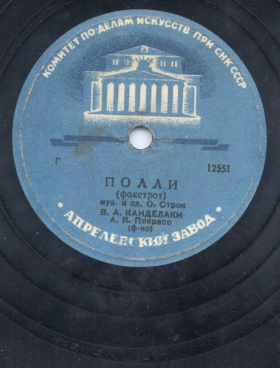 КОМИТЕТ ПО ДЕЛАМ ИСКУССТВ ПРИ СНК СССР
Г
12551
ПОЛЛИ
(фокстрот)
муз. и сл. О. Строк
В. А. КАНДЕЛАКИ
А. Я. Покрасс
(ф-но)
• АПРЕЛЕВСКИЙ ЗАВОД •